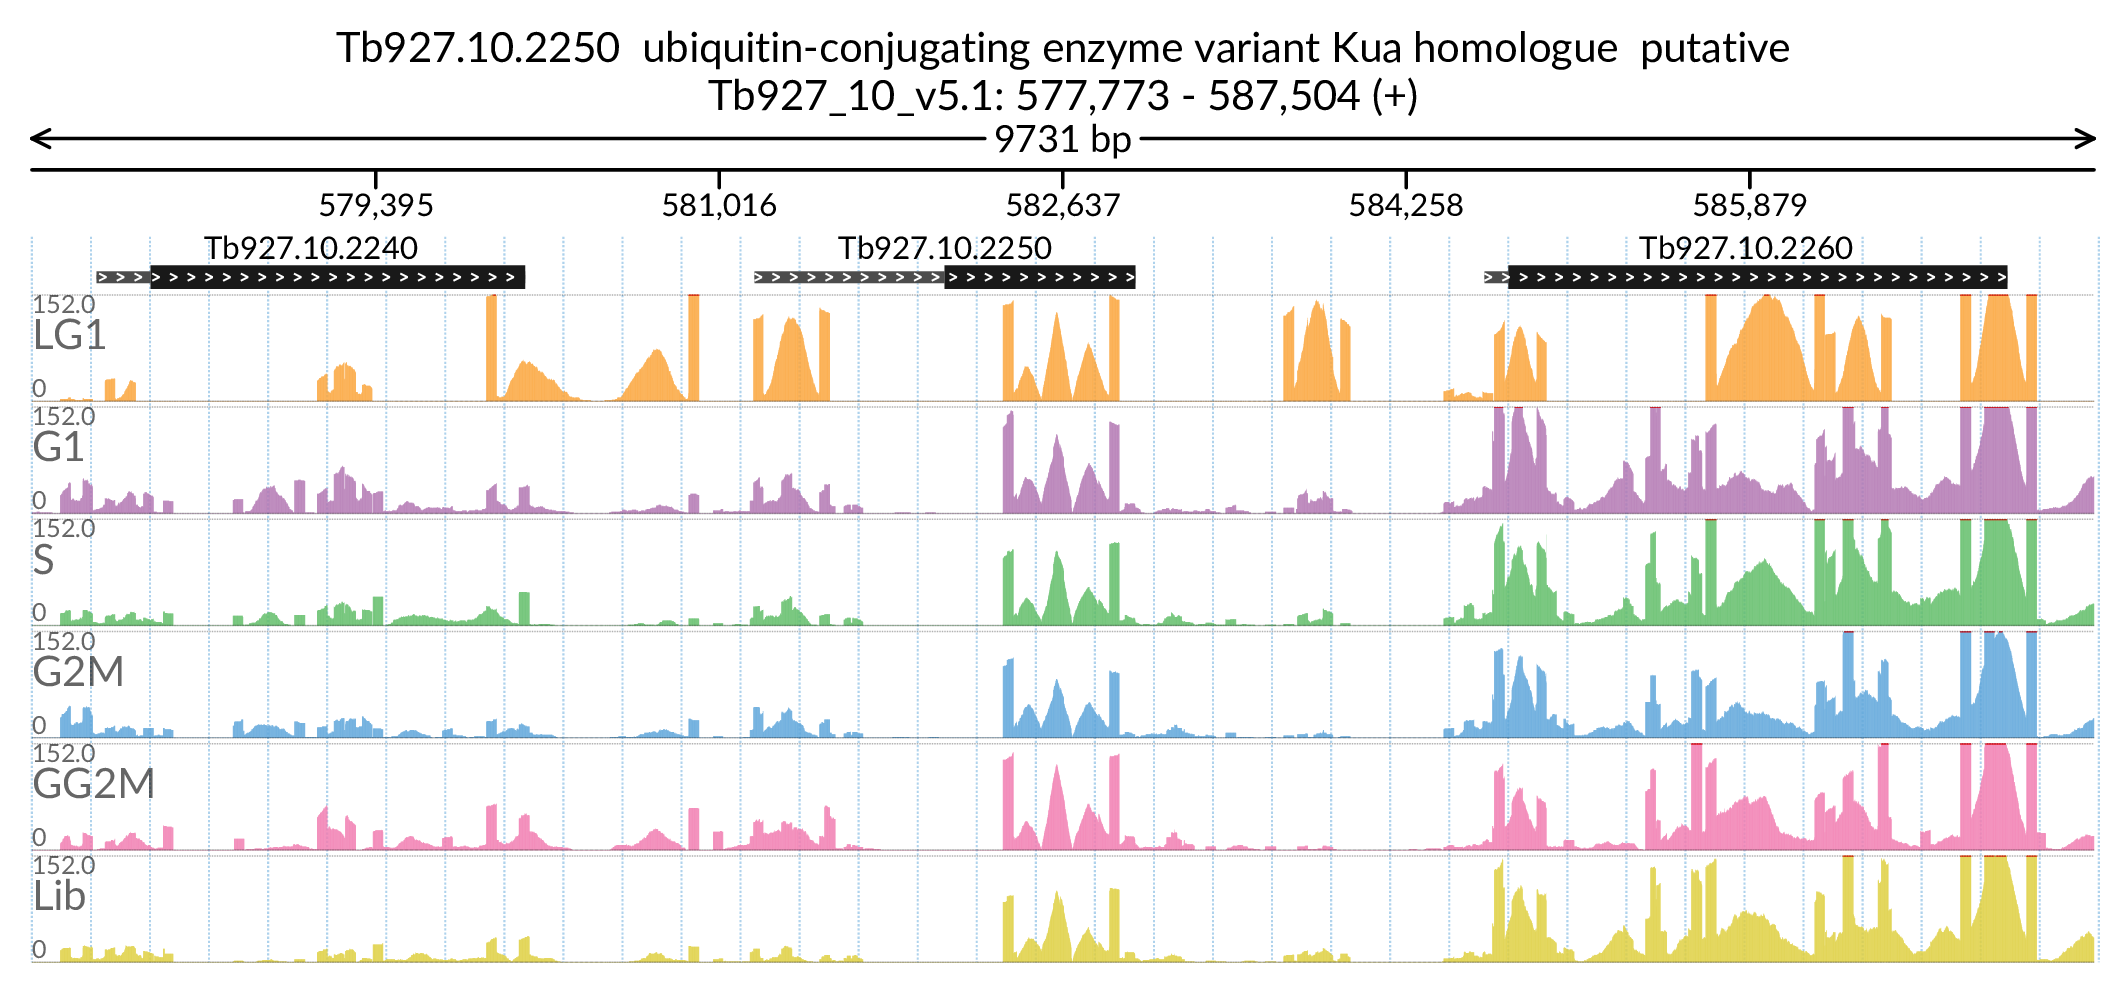 Tb927.10.2250 ubiquitin-conjugating enzyme variant Kua homologue putative
Tb927_10_v5.1: 577,773 - 587,504 (+)
9731 bp
579,395 581,016 582,637 584,258 585,879
Tb927.10.2240 Tb927.10.2250 Tb927.10.2260
152.0
LG1
0
152.0
G1
0
152.0
S
0
152.0
G2M
0
152.0
GG2M
0
152.0
Lib
0